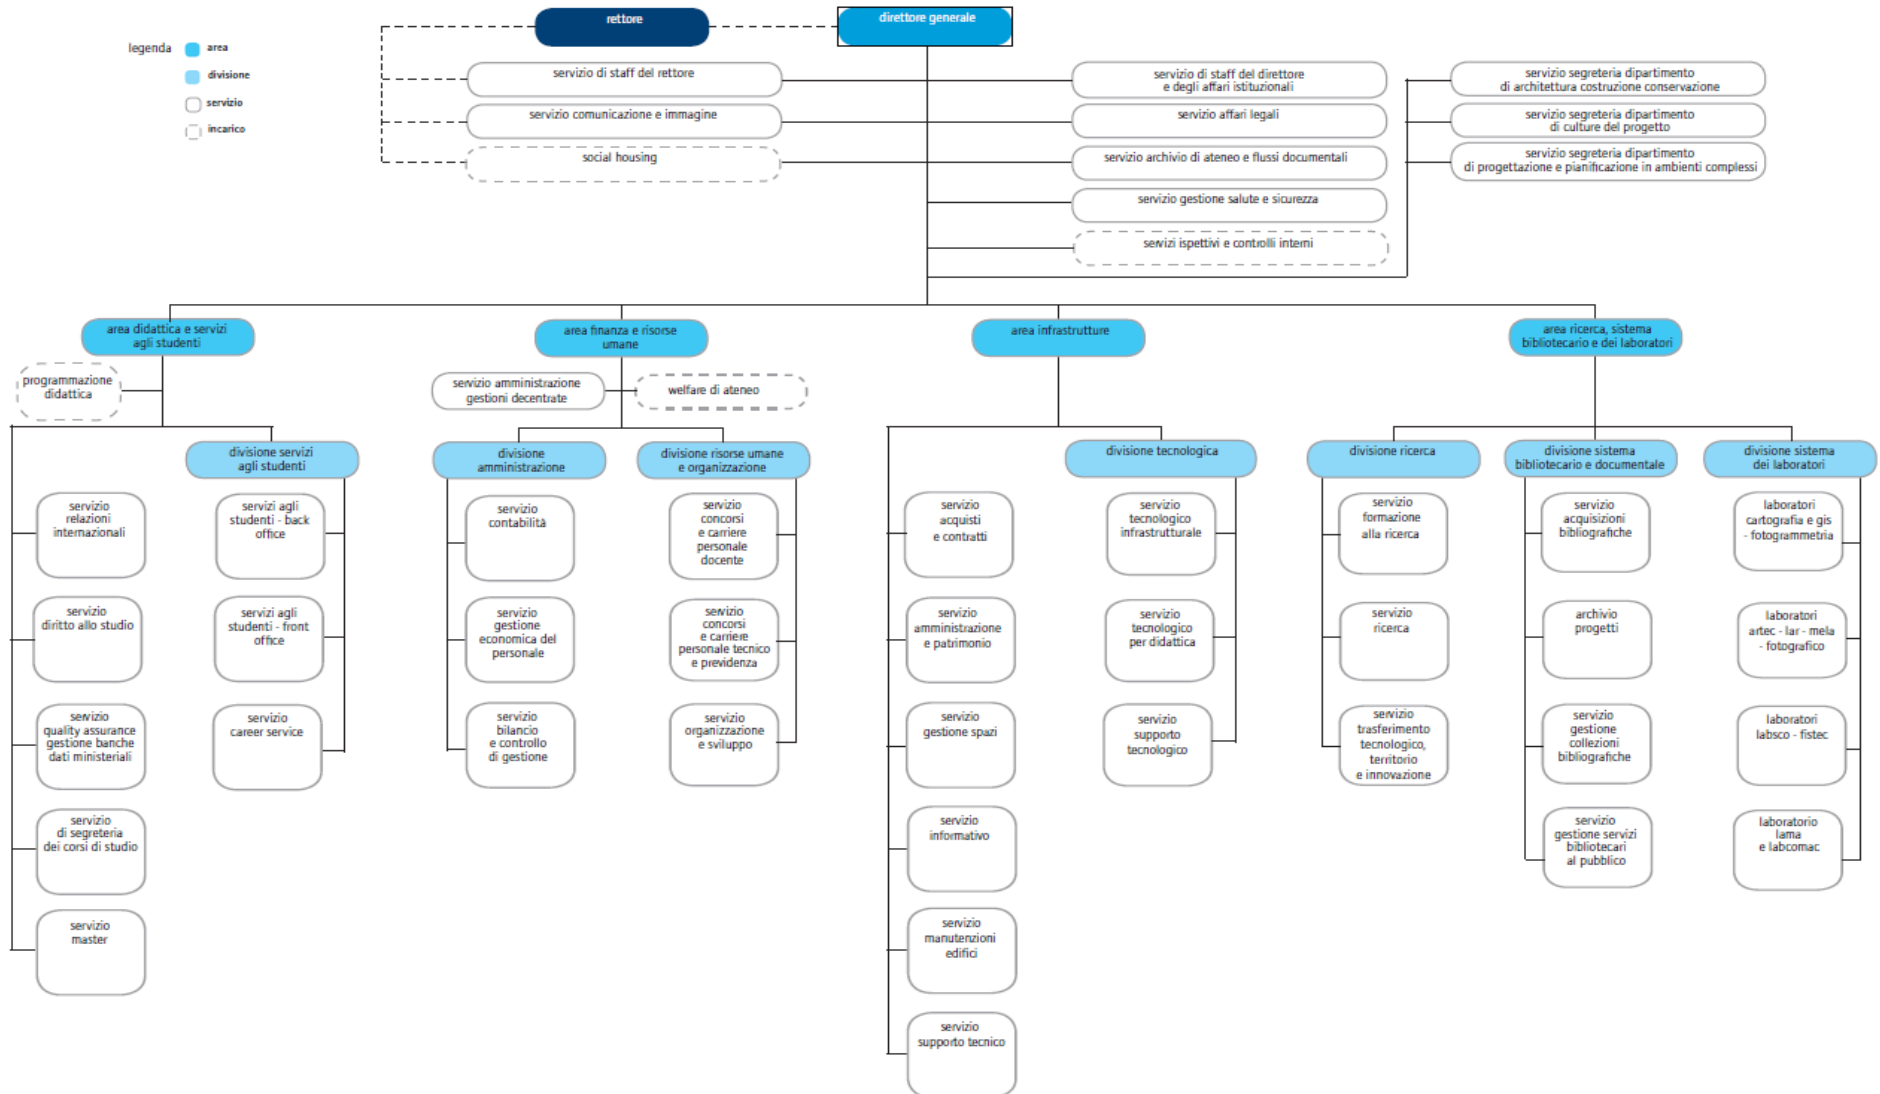 rettore
direttore generale
legenda
area
divisione
servizio
incarico
servizio di staff del rettore
servizio comunicazione e immagine
social housing
servizio di staff del direttore
e degli affari istituzionali
servizio affari legali
servizio archivio di ateneo e flussi documentali
servizio gestione salute e sicurezza
servizi ispettivi e controlli interni
servizio segreteria dipartimento
di architettura costruzione conservazione
servizio segreteria dipartimento
di culture del progetto
servizio segreteria dipartimento
di progettazione e pianificazione in ambienti complessi
area didattica e servizi
agli studenti
programmazione
didattica
divisione servizi
agli studenti
servizio
relazioni
internazionali
servizio
diritto allo studio
servizio
quality assurance
gestione banche
dati ministeriali
servizio
di segreteria
dei corsi di studio
servizio
master
servizi agli
studenti - back
office
servizi agli
studenti - front
office
servizio
career service
area finanza e risorse
umane
servizio amministrazione
gestioni decentrate
welfare di ateneo
divisione
amministrazione
divisione risorse umane
e organizzazione
servizio
contabilità
servizio
gestione
economica del
personale
servizio
bilancio
e controllo
di gestione
servizio
concorsi
e carriere
personale
docente
servizio
concorsi
e carriere
personale tecnico
e previdenza
servizio
organizzazione
e sviluppo
area infrastrutture
divisione tecnologica
servizio
acquisti
e contratti
servizio
amministrazione
e patrimonio
servizio
gestione spazi
servizio
informativo
servizio
manutenzioni
edifici
servizio
supporto tecnico
servizio
tecnologico
infrastrutturale
servizio
tecnologico
per didattica
servizio
supporto
tecnologico
area ricerca, sistema
bibliotecario e dei laboratori
divisione ricerca
divisione sistema
bibliotecario e documentale
divisione sistema
dei laboratori
servizio
formazione
alla ricerca
servizio
ricerca
servizio
trasferimento
tecnologico,
territorio
e innovazione
servizio
acquisizioni
bibliografiche
archivio
progetti
servizio
gestione
collezioni
bibliografiche
servizio
gestione servizi
bibliotecari
al pubblico
laboratori
cartografia e gis
- fotogrammetria
laboratori
artec - lar - mela
- fotografico
laboratori
labsco - fistec
laboratorio
lama
e labcomac